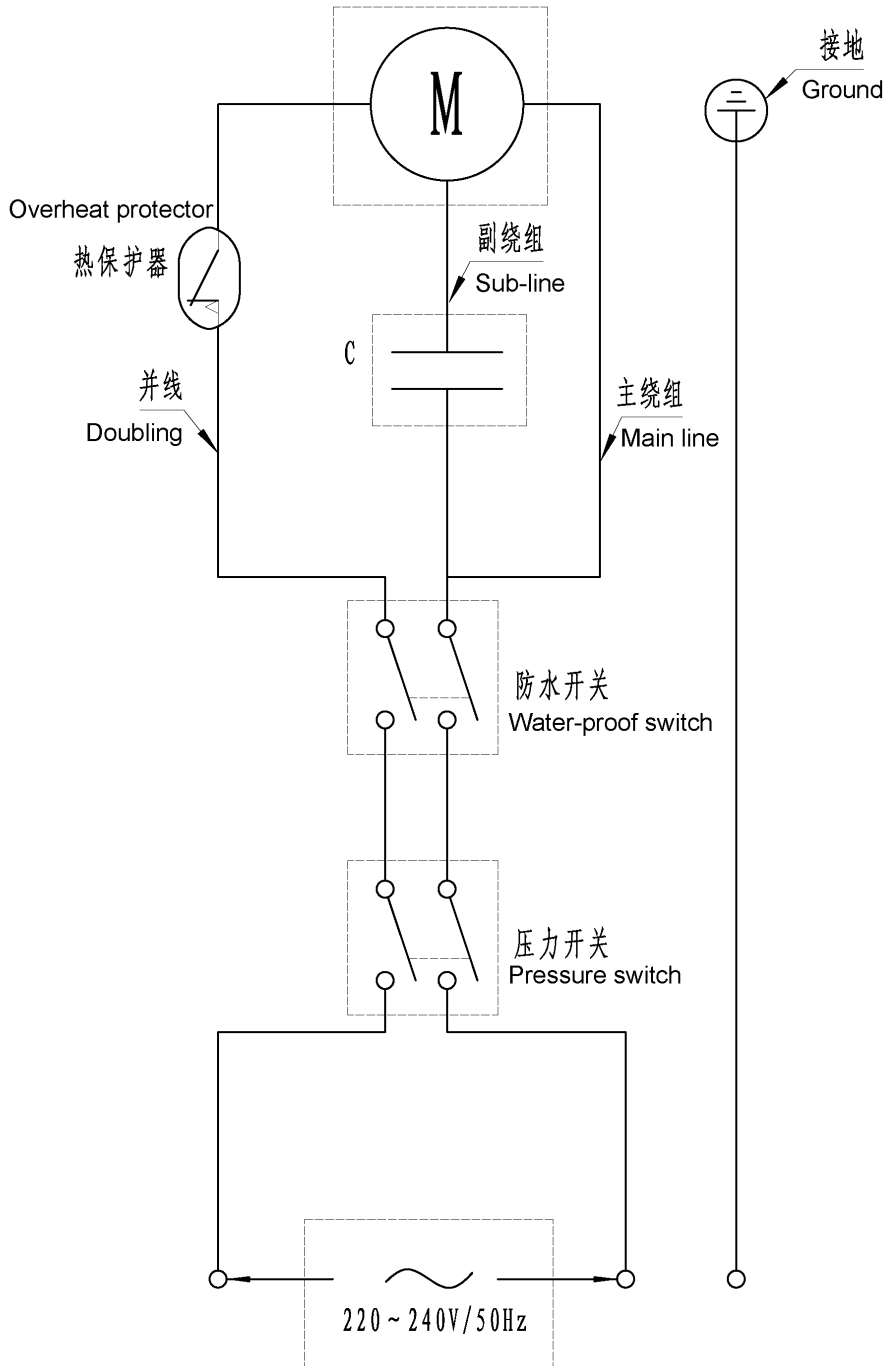 M
接地
Ground
Overheat protector
热保护器
副绕组
Sub-line
C
并线
Doubling
主绕组
Main line
防水开关
Water-proof switch
压力开关
Pressure switch
220～240V/50Hz